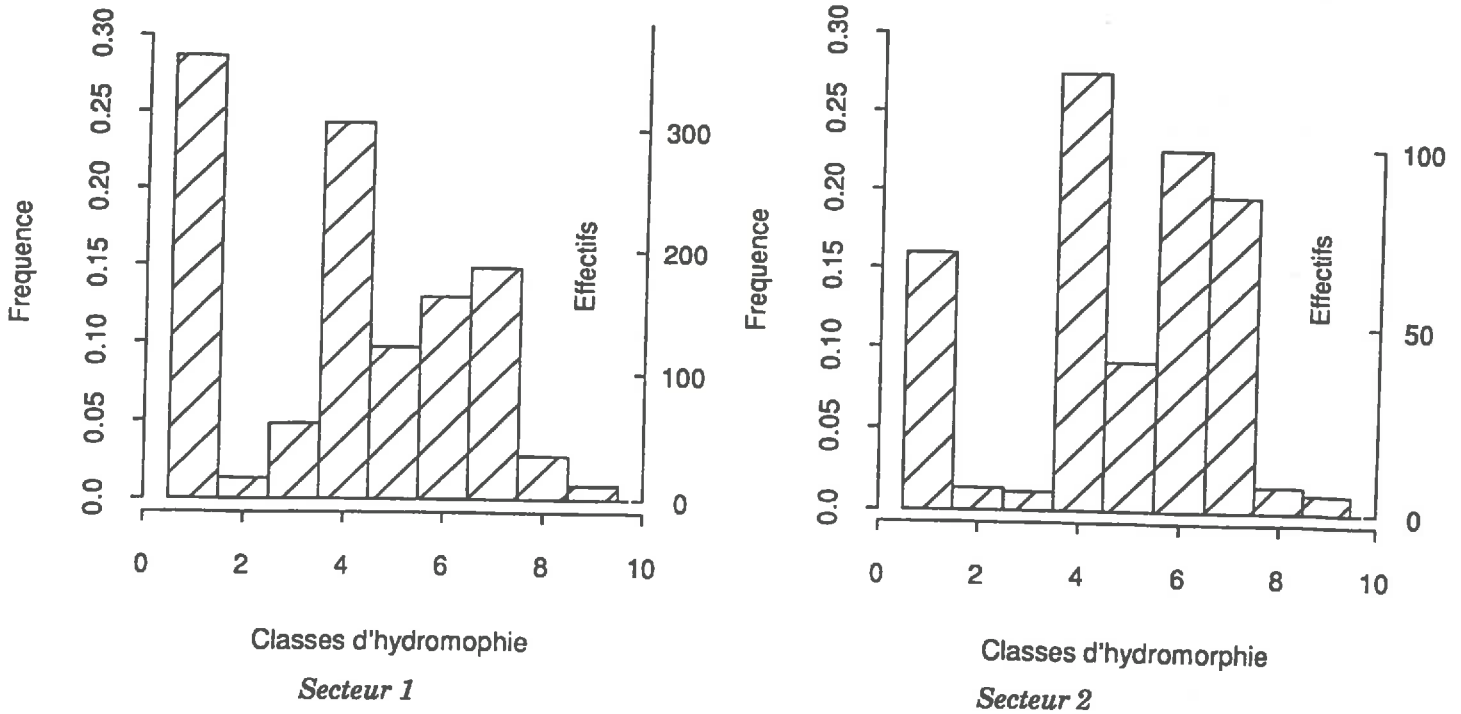 Frequence
0.30
0.25
0.20
0.15
0.10
0.05
0.0
Effectifs
300
200
100
0
0 2 4 6 8 10
Classes d'hydromophie
Secteur 1
Frequence
0.30
0.25
0.20
0.15
0.10
0.05
0.0
Effectifs
100
50
0
0 2 4 6 8 10
Classes d'hydromorphie
Secteur 2